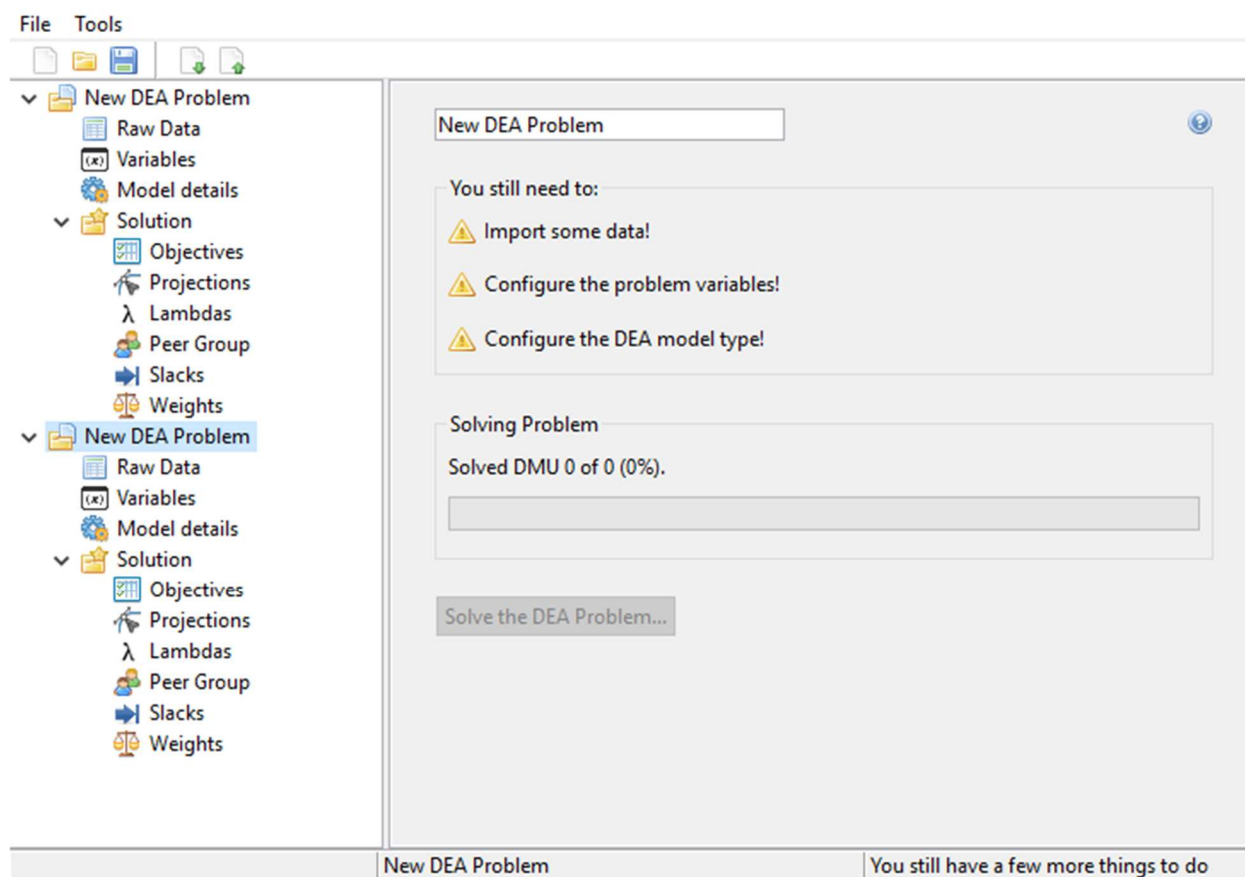 File Tools
New DEA Problem
Raw Data
(x) Variables
Model details
Solution
Objectives
Projections
λ Lambdas
Peer Group
Slacks
Weights
New DEA Problem
Raw Data
(x) Variables
Model details
Solution
Objectives
Projections
λ Lambdas
Peer Group
Slacks
Weights
New DEA Problem
You still need to:
Import some data!
Configure the problem variables!
Configure the DEA model type!
Solving Problem
Solved DMU 0 of 0 (0%).
Solve the DEA Problem...
New DEA Problem
You still have a few more things to do